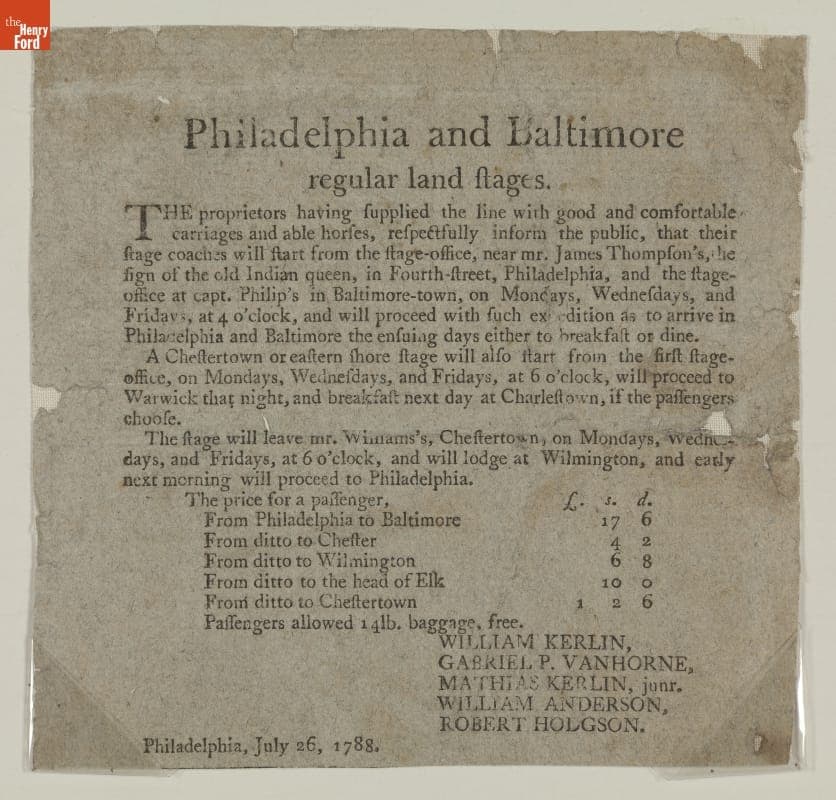 the
Henry
Ford
Philadelphia and Baltimore
regular land ſtages.
THE proprietors having ſupplied the line with good and comfortable
carriages and able horſes, reſpectfully inform the public, that their
ſtage coaches will ſtart from the ſtage-office, near mr. James Thompſon's, the
ſign of the old Indian queen, in Fourth-ſtreet, Philadelphia, and the ſtage-
office at capt. Philip's in Baltimore-town, on Mondays, Wedneſdays, and
Fridays, at 4 o'clock, and will proceed with ſuch expedition as to arrive in
Philadelphia and Baltimore the enſuing days either to breakfaſt or dine.
A Cheſtertown or eaſtern ſhore ſtage will alſo ſtart from the firſt ſtage-
office, on Mondays, Wedneſdays, and Fridays, at 6 o'clock, will proceed to
Warwick that night, and breakfaſt next day at Charleſtown, if the paſſengers
chooſe.
The ſtage will leave mr. Williams's, Cheſtertown, on Mondays, Wednes-
days, and Fridays, at 6 o'clock, and will lodge at Wilmington, and early
next morning will proceed to Philadelphia.
The price for a paſſenger, £. s. d.
From Philadelphia to Baltimore 17 6
From ditto to Cheſter 4 2
From ditto to Wilmington 6 8
From ditto to the head of Elk 10 0
From ditto to Cheſtertown 1 2 6
Paſſengers allowed 14lb. baggage, free.
WILLIAM KERLIN,
GABRIEL P. VANHORNE,
MATHIAS KERLIN, junr.
WILLIAM ANDERSON,
ROBERT HOLGSON.
Philadelphia, July 26, 1788.